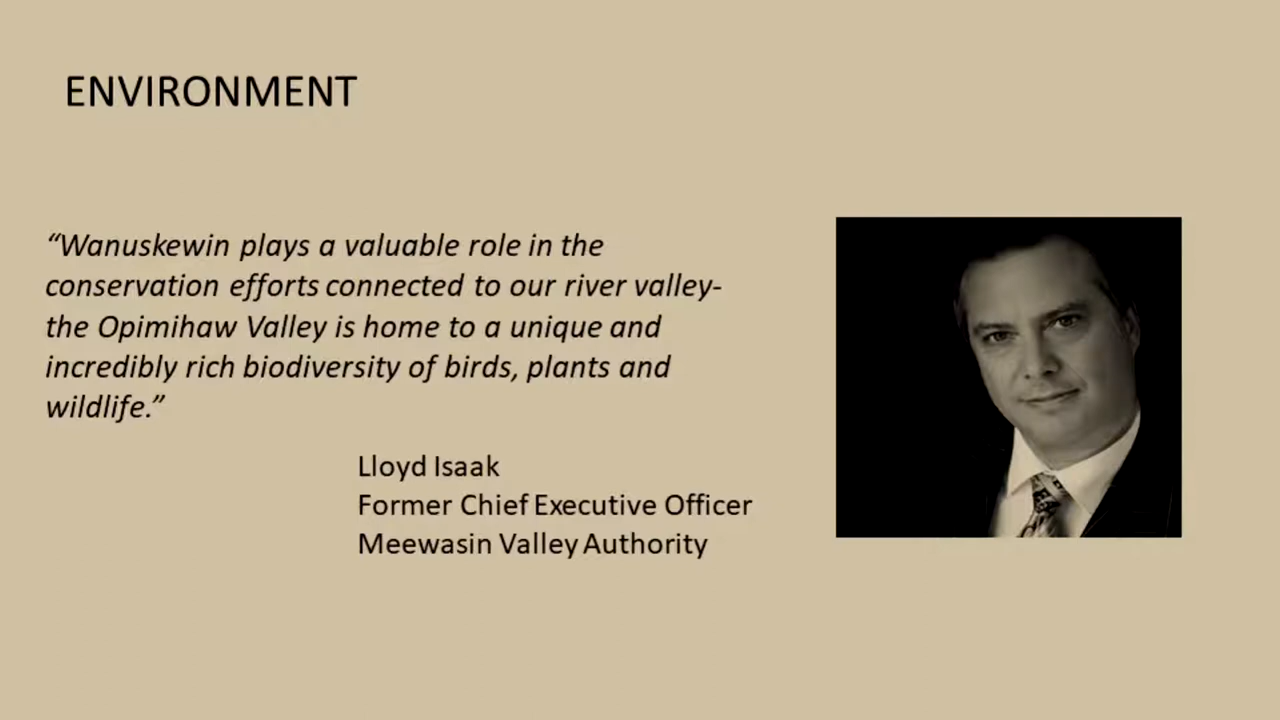 ENVIRONMENT
“Wanuskewin plays a valuable role in the
conservation efforts connected to our river valley-
the Opimihaw Valley is home to a unique and
incredibly rich biodiversity of birds, plants and
wildlife.”
Lloyd Isaak
Former Chief Executive Officer
Meewasin Valley Authority